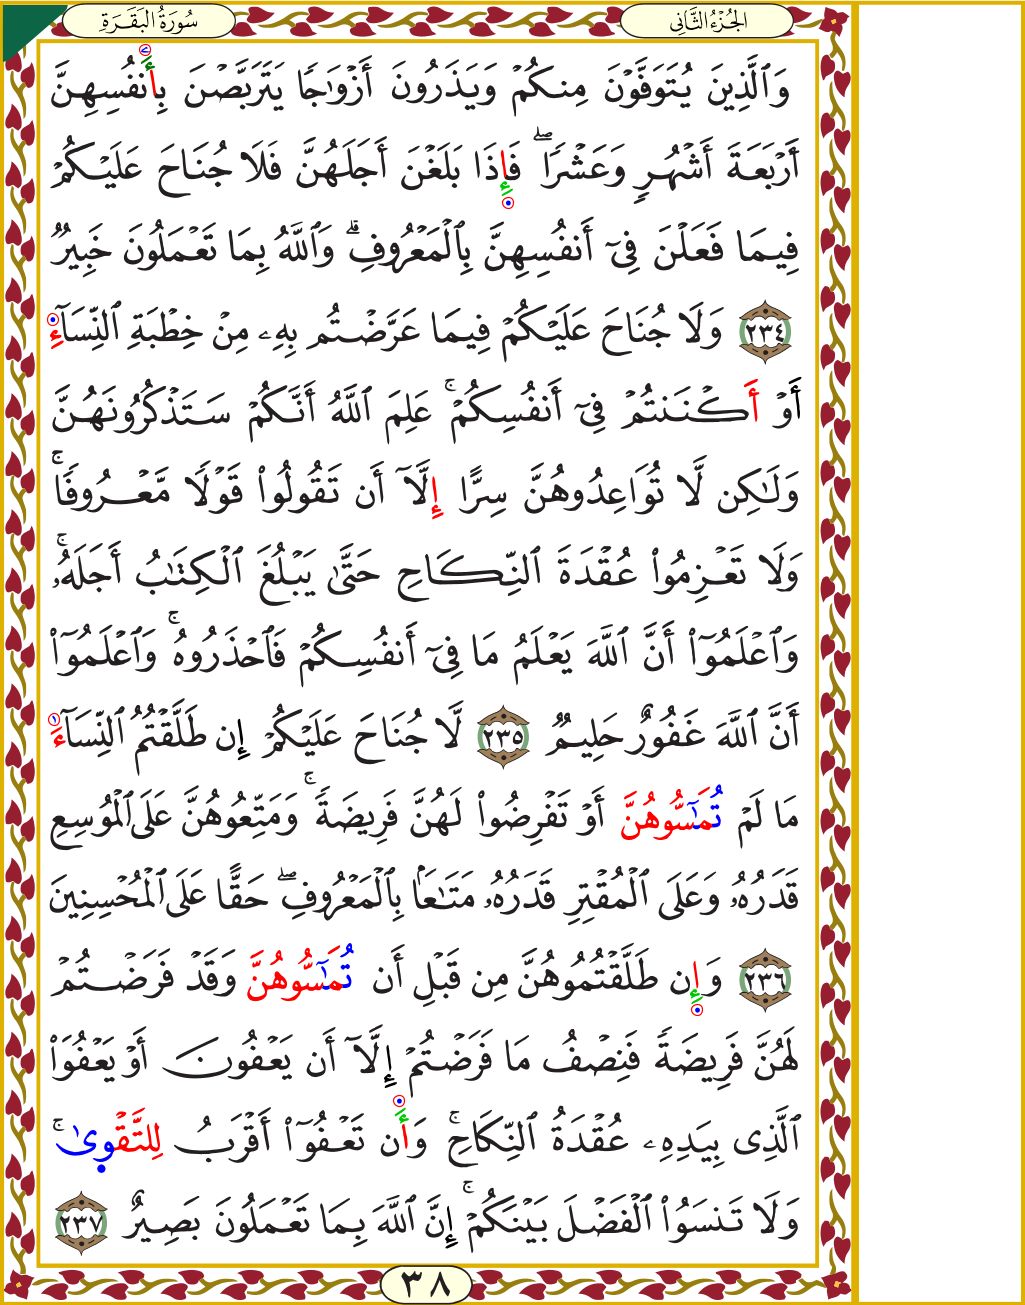 الجُزْءُ الثَّانِي
سُورَةُ البَقَرَةِ
وَٱلَّذِينَ يُتَوَفَّوْنَ مِنكُمْ وَيَذَرُونَ أَزْوَٰجًا يَتَرَبَّصْنَ بِأَنفُسِهِنَّ
أَرْبَعَةَ أَشْهُرٍ وَعَشْرًا ۖ فَإِذَا بَلَغْنَ أَجَلَهُنَّ فَلَا جُنَاحَ عَلَيْكُمْ
فِيمَا فَعَلْنَ فِىٓ أَنفُسِهِنَّ بِٱلْمَعْرُوفِ ۗ وَٱللَّهُ بِمَا تَعْمَلُونَ خَبِيرٌ
٢٣٤ وَلَا جُنَاحَ عَلَيْكُمْ فِيمَا عَرَّضْتُم بِهِۦ مِنْ خِطْبَةِ ٱلنِّسَآءِ
أَوْ أَكْنَنتُمْ فِىٓ أَنفُسِكُمْ ۚ عَلِمَ ٱللَّهُ أَنَّكُمْ سَتَذْكُرُونَهُنَّ
وَلَٰكِن لَّا تُوَاعِدُوهُنَّ سِرًّا إِلَّآ أَن تَقُولُوا۟ قَوْلًا مَّعْرُوفًا ۚ
وَلَا تَعْزِمُوا۟ عُقْدَةَ ٱلنِّكَاحِ حَتَّىٰ يَبْلُغَ ٱلْكِتَٰبُ أَجَلَهُۥ ۚ
وَٱعْلَمُوٓا۟ أَنَّ ٱللَّهَ يَعْلَمُ مَا فِىٓ أَنفُسِكُمْ فَٱحْذَرُوهُ ۚ وَٱعْلَمُوٓا۟
أَنَّ ٱللَّهَ غَفُورٌ حَلِيمٌ ٢٣٥ لَّا جُنَاحَ عَلَيْكُمْ إِن طَلَّقْتُمُ ٱلنِّسَآءَ
مَا لَمْ تُمَٰٓسُّوهُنَّ أَوْ تَفْرِضُوا۟ لَهُنَّ فَرِيضَةً ۚ وَمَتِّعُوهُنَّ عَلَى ٱلْمُوسِعِ
قَدَرُهُۥ وَعَلَى ٱلْمُقْتِرِ قَدَرُهُۥ مَتَٰعًۢا بِٱلْمَعْرُوفِ ۖ حَقًّا عَلَى ٱلْمُحْسِنِينَ
٢٣٦ وَإِن طَلَّقْتُمُوهُنَّ مِن قَبْلِ أَن تُمَٰٓسُّوهُنَّ وَقَدْ فَرَضْتُمْ
لَهُنَّ فَرِيضَةً فَنِصْفُ مَا فَرَضْتُمْ إِلَّآ أَن يَعْفُونَ أَوْ يَعْفُوَا۟
ٱلَّذِى بِيَدِهِۦ عُقْدَةُ ٱلنِّكَاحِ ۚ وَأَن تَعْفُوٓا۟ أَقْرَبُ لِلتَّقْوِىٰ ۚ
وَلَا تَنسَوُا۟ ٱلْفَضْلَ بَيْنَكُمْ ۚ إِنَّ ٱللَّهَ بِمَا تَعْمَلُونَ بَصِيرٌ ٢٣٧
٣٨